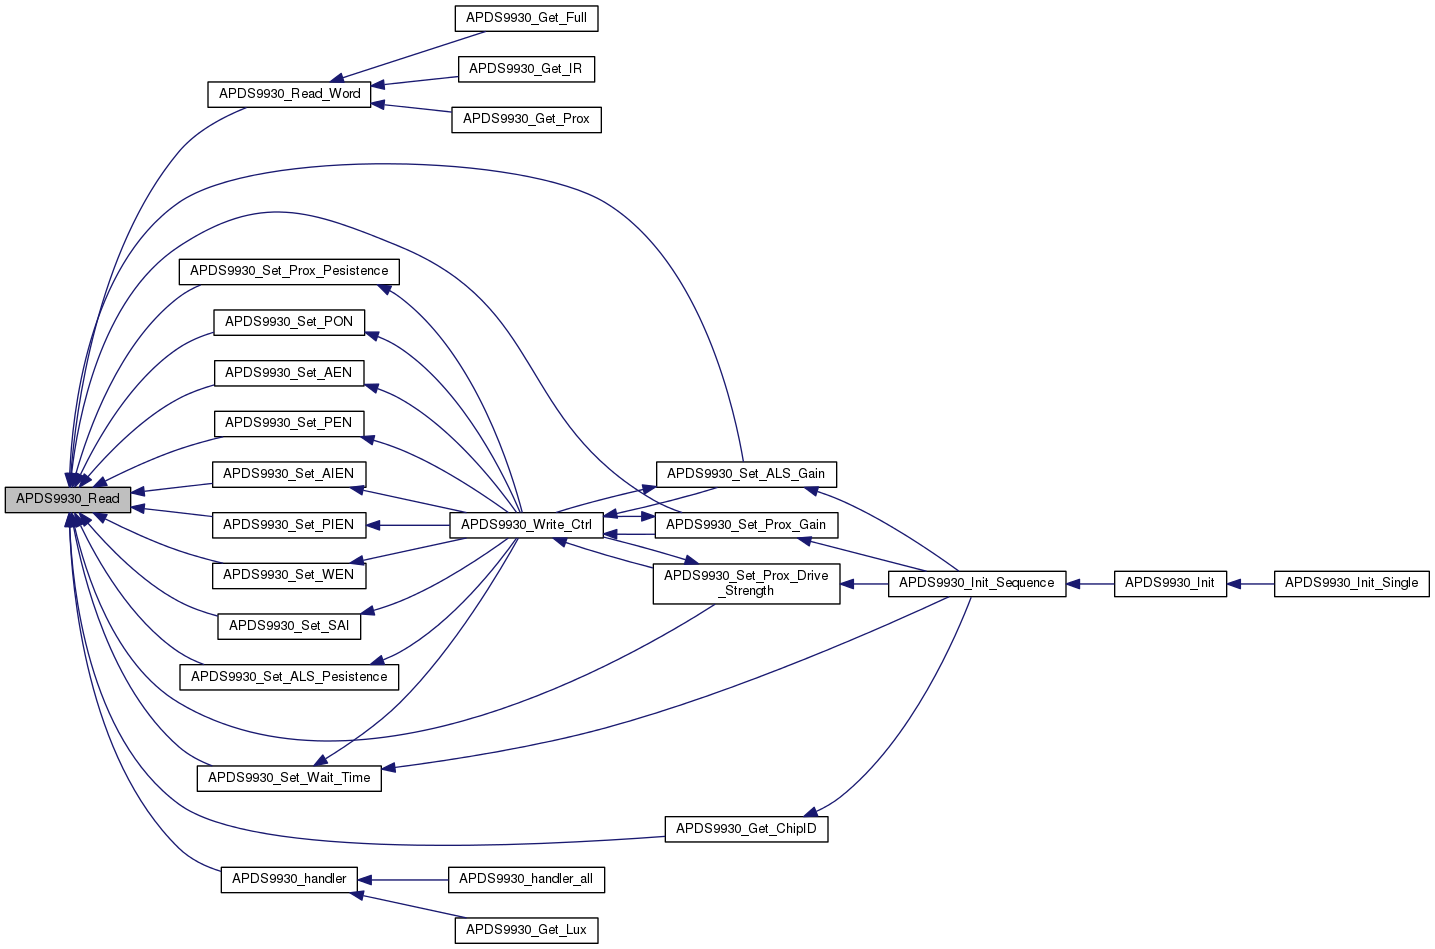 APDS9930_Get_Full
APDS9930_Get_IR
APDS9930_Read_Word
APDS9930_Get_Prox
APDS9930_Set_Prox_Pesistence
APDS9930_Set_PON
APDS9930_Set_AEN
APDS9930_Set_PEN
APDS9930_Set_AIEN
APDS9930_Set_ALS_Gain
APDS9930_Read
APDS9930_Set_PIEN
APDS9930_Write_Ctrl
APDS9930_Set_Prox_Gain
APDS9930_Set_WEN
APDS9930_Set_Prox_Drive
_Strength
APDS9930_Init_Sequence
APDS9930_Init
APDS9930_Init_Single
APDS9930_Set_SAI
APDS9930_Set_ALS_Pesistence
APDS9930_Set_Wait_Time
APDS9930_Get_ChipID
APDS9930_handler
APDS9930_handler_all
APDS9930_Get_Lux